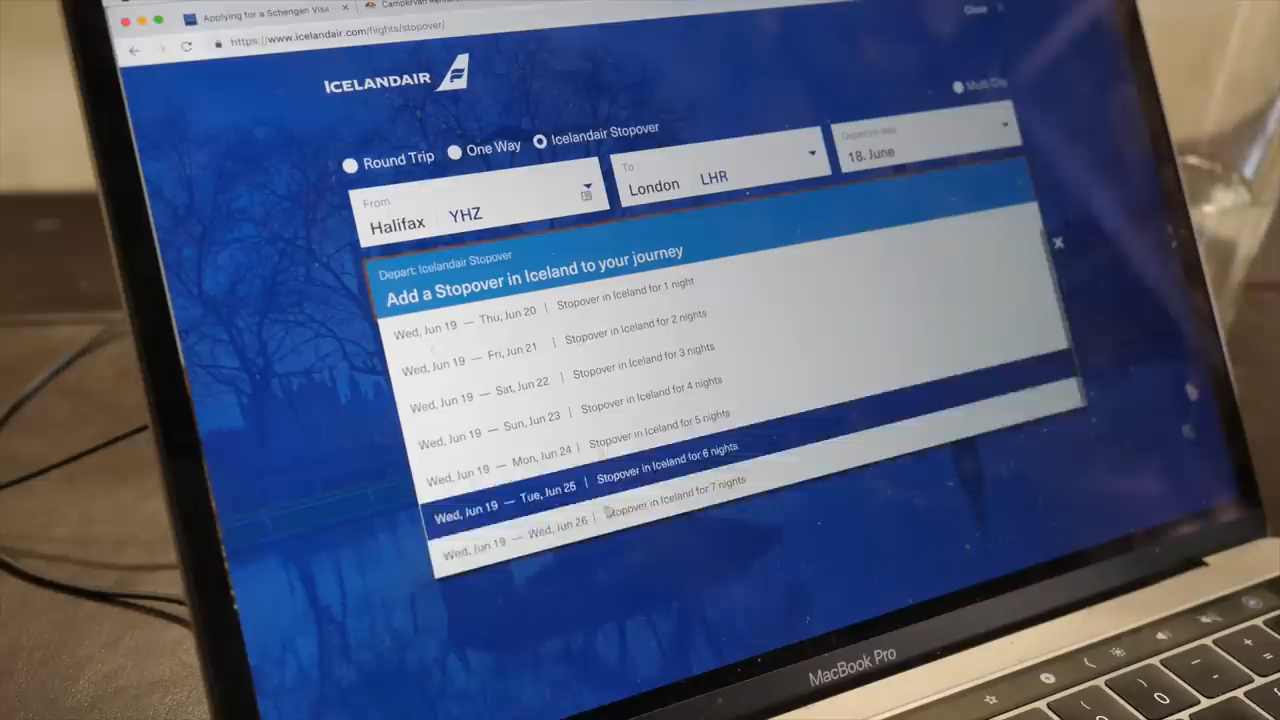 Applying for a Schengen Visa
https://www.icelandair.com/flights/stopover/
Close
ICELANDAIR
Multi City
Round Trip
One Way
Icelandair Stopover
From
Halifax YHZ
To
London LHR
Departure date
18. June
Depart: Icelandair Stopover
Add a Stopover in Iceland to your journey
Wed, Jun 19 — Thu, Jun 20 | Stopover in Iceland for 1 night
Wed, Jun 19 — Fri, Jun 21 | Stopover in Iceland for 2 nights
Wed, Jun 19 — Sat, Jun 22 | Stopover in Iceland for 3 nights
Wed, Jun 19 — Sun, Jun 23 | Stopover in Iceland for 4 nights
Wed, Jun 19 — Mon, Jun 24 | Stopover in Iceland for 5 nights
Wed, Jun 19 — Tue, Jun 25 | Stopover in Iceland for 6 nights
Wed, Jun 19 — Wed, Jun 26 | Stopover in Iceland for 7 nights
MacBook Pro